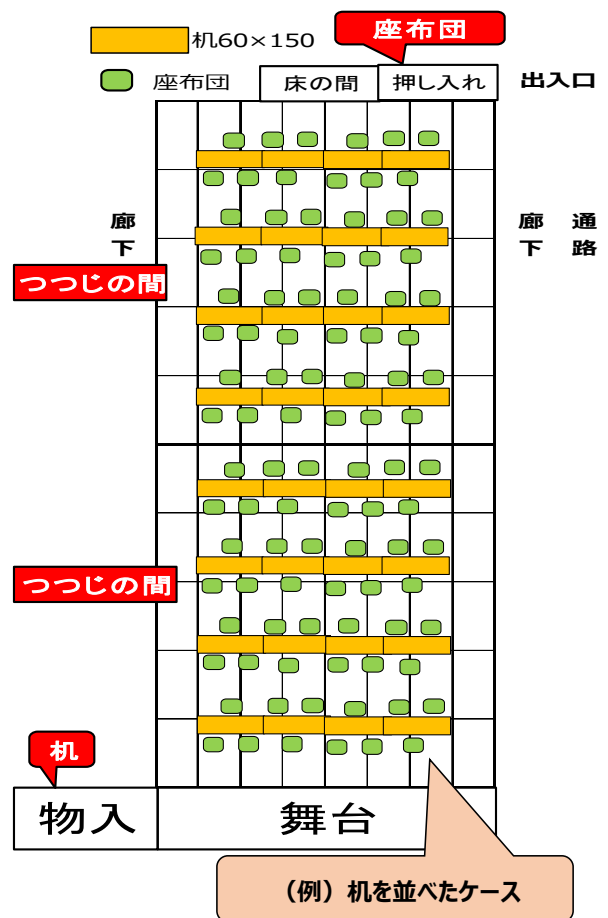 机60×150
座布団
座布団
床の間
押し入れ
出入口
廊下
廊下
通路
つつじの間
つつじの間
机
物入
舞台
（例）机を並べたケース